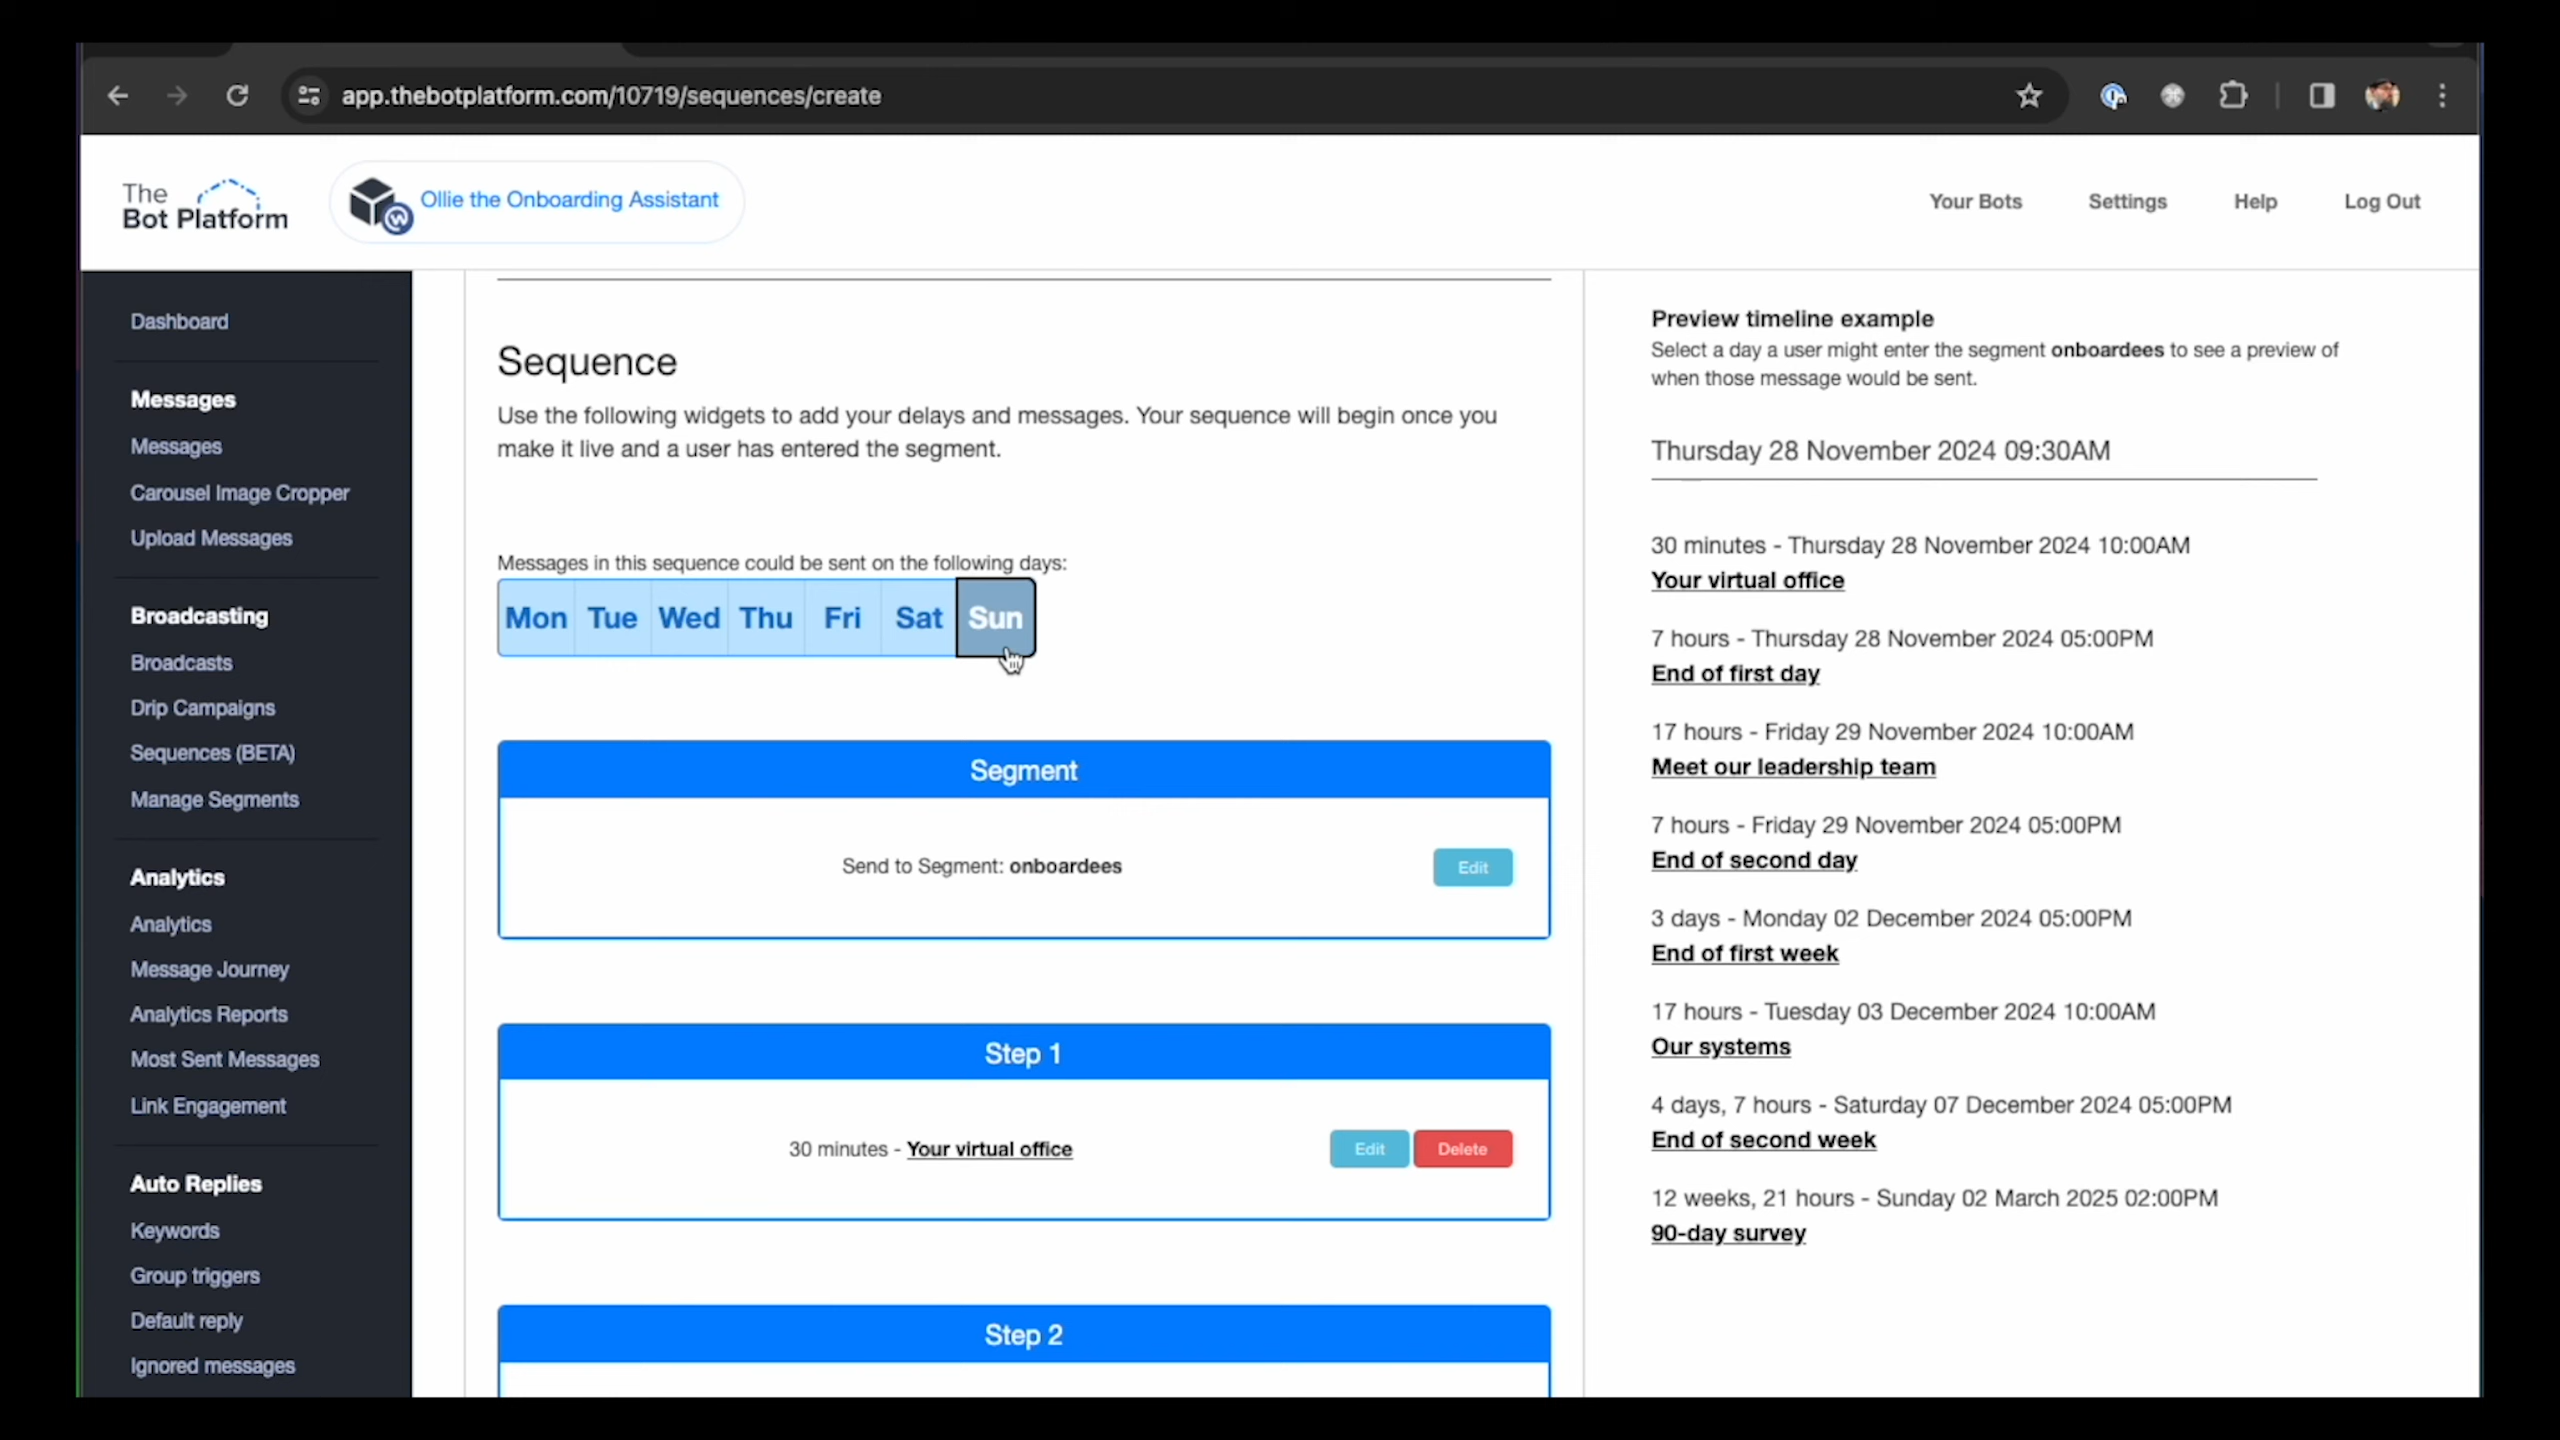 app.thebotplatform.com/10719/sequences/create
The
Bot Platform
Ollie the Onboarding Assistant
Your Bots
Settings
Help
Log Out
Dashboard
Messages
Messages
Carousel Image Cropper
Upload Messages
Broadcasting
Broadcasts
Drip Campaigns
Sequences (BETA)
Manage Segments
Analytics
Analytics
Message Journey
Analytics Reports
Most Sent Messages
Link Engagement
Auto Replies
Keywords
Group triggers
Default reply
Ignored messages
Sequence
Use the following widgets to add your delays and messages. Your sequence will begin once you
make it live and a user has entered the segment.
Messages in this sequence could be sent on the following days:
Mon Tue Wed Thu Fri Sat Sun
Segment
Send to Segment: onboardees
Edit
Step 1
30 minutes - Your virtual office
Edit
Delete
Step 2
Preview timeline example
Select a day a user might enter the segment onboardees to see a preview of
when those message would be sent.
Thursday 28 November 2024 09:30AM
30 minutes - Thursday 28 November 2024 10:00AM
Your virtual office
7 hours - Thursday 28 November 2024 05:00PM
End of first day
17 hours - Friday 29 November 2024 10:00AM
Meet our leadership team
7 hours - Friday 29 November 2024 05:00PM
End of second day
3 days - Monday 02 December 2024 05:00PM
End of first week
17 hours - Tuesday 03 December 2024 10:00AM
Our systems
4 days, 7 hours - Saturday 07 December 2024 05:00PM
End of second week
12 weeks, 21 hours - Sunday 02 March 2025 02:00PM
90-day survey